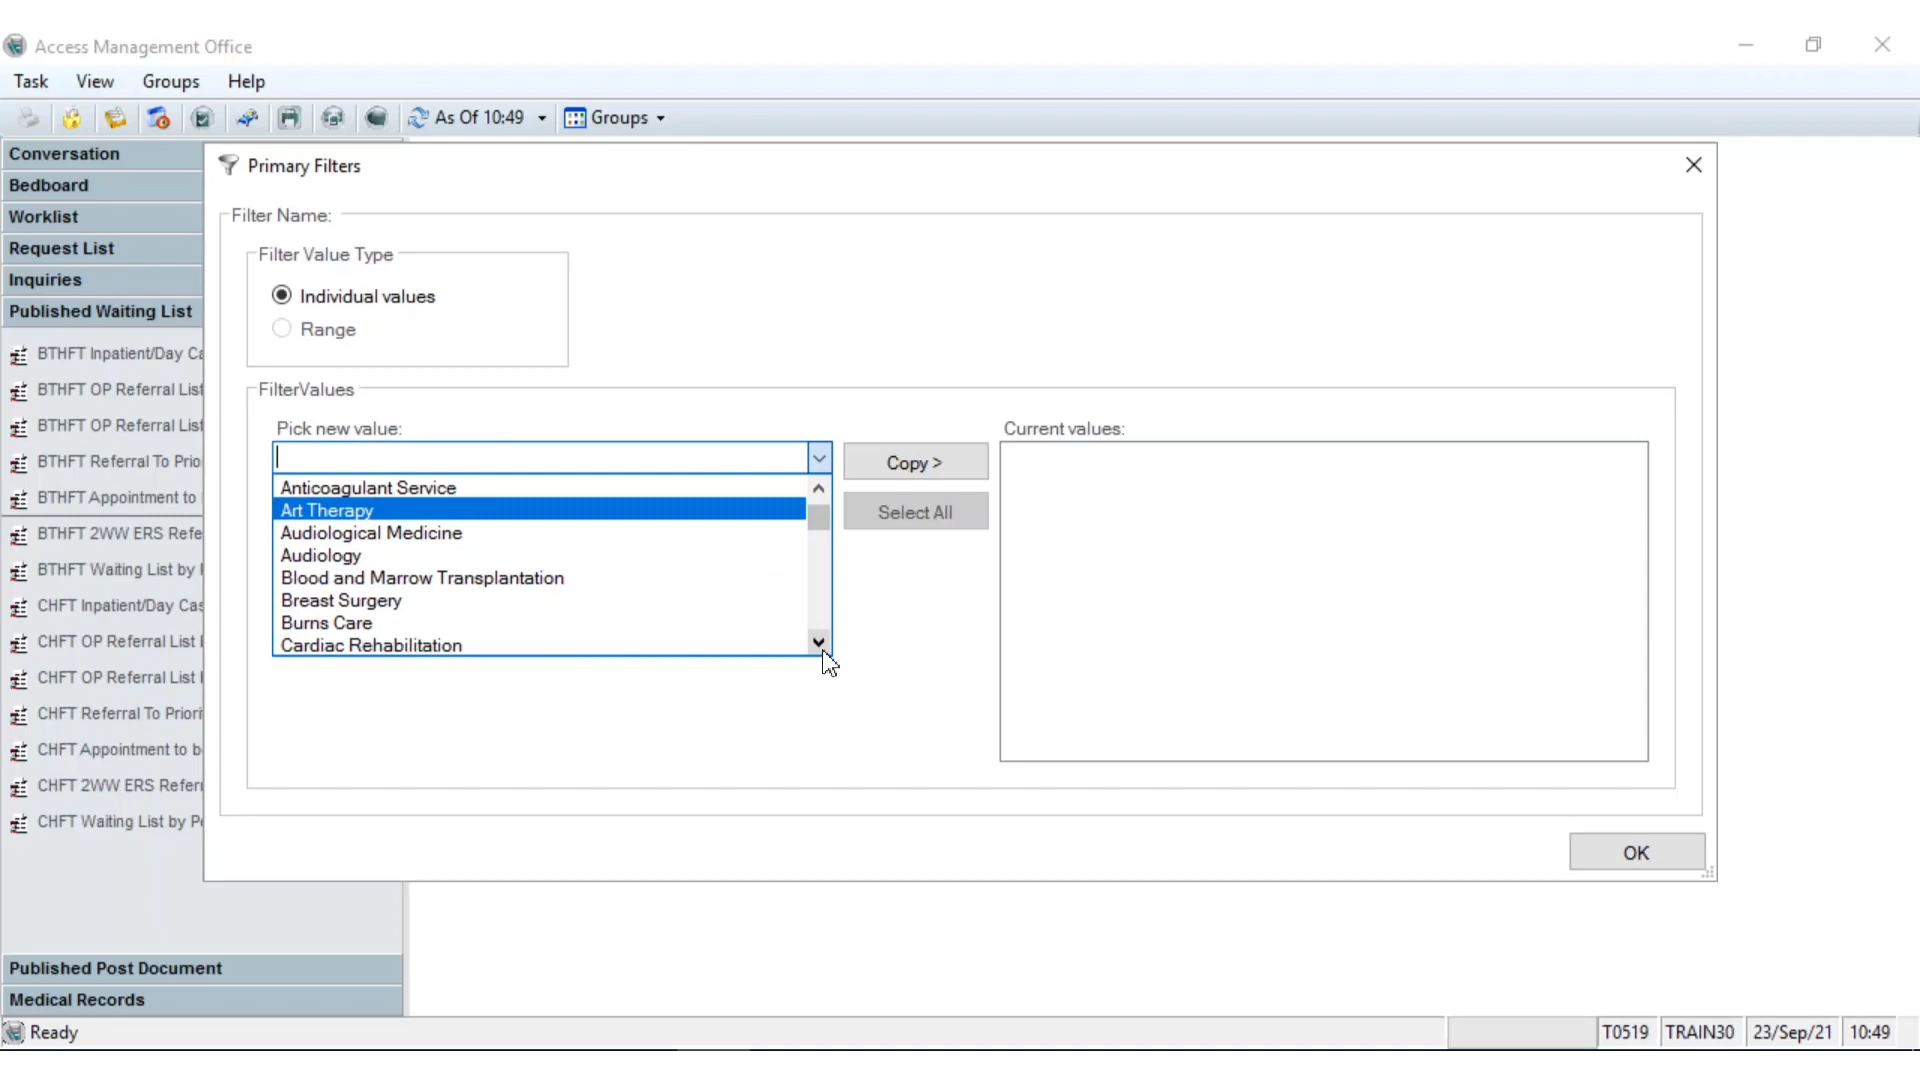 Access Management Office
Task View Groups Help
As Of 10:49 Groups
Conversation
Bedboard
Worklist
Request List
Inquiries
Published Waiting List
BTHFT Inpatient/Day
BTHFT OP Referral List
BTHFT OP Referral List
BTHFT Referral To
BTHFT Appointment to
BTHFT 2WW ERS
BTHFT Waiting List by
CHFT Inpatient/Day
CHFT OP Referral List
CHFT OP Referral List
CHFT Referral To
CHFT Appointment to
CHFT 2WW ERS
CHFT Waiting List by
Published Post Document
Medical Records
Primary Filters
Filter Name:
Filter Value Type
Individual values
Range
FilterValues
Pick new value:
Anticoagulant Service
Art Therapy
Audiological Medicine
Audiology
Blood and Marrow Transplantation
Breast Surgery
Burns Care
Cardiac Rehabilitation
Copy >
Select All
Current values:
OK
Ready T0519 TRAIN30 23/Sep/21 10:49